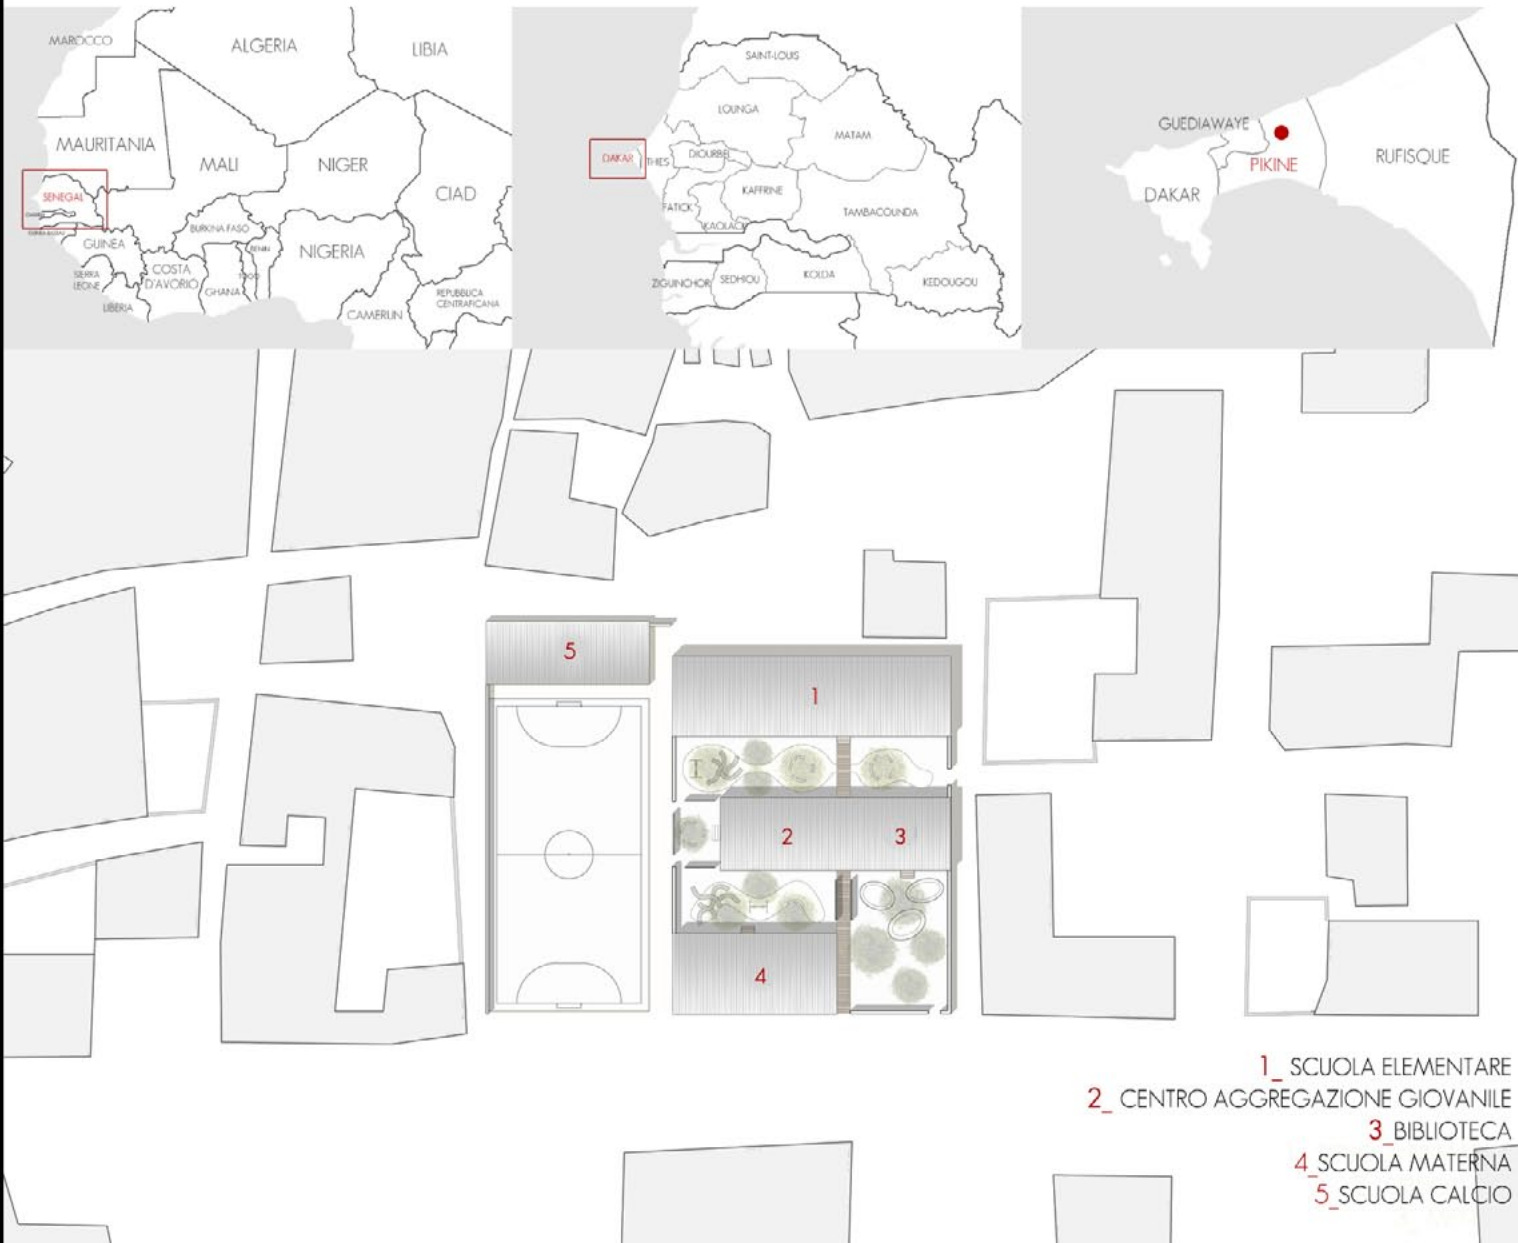 MAROCCO
ALGERIA
LIBIA
MAURITANIA
MALI
NIGER
CIAD
SENEGAL
GUINEA
BURKINA FASO
BENIN
NIGERIA
SIERRA
LEONE
COSTA
D'AVORIO
GHANA
TOGO
LIBERIA
CAMERUN
REPUBBLICA
CENTRAFICANA
SAINT-LOUIS
LOUNGA
MATAM
DAKAR
THIES
DIOURBEL
KAFFRINE
FATICK
KAOLACK
TAMBACOUNDA
ZIGUINCHOR
SEDHIOU
KOLDA
KEDOUGOU
GUEDIAWAYE
PIKINE
RUFISQUE
DAKAR
5
1
2
3
4
1_ SCUOLA ELEMENTARE
2_ CENTRO AGGREGAZIONE GIOVANILE
3_BIBLIOTECA
4_SCUOLA MATERNA
5_SCUOLA CALCIO